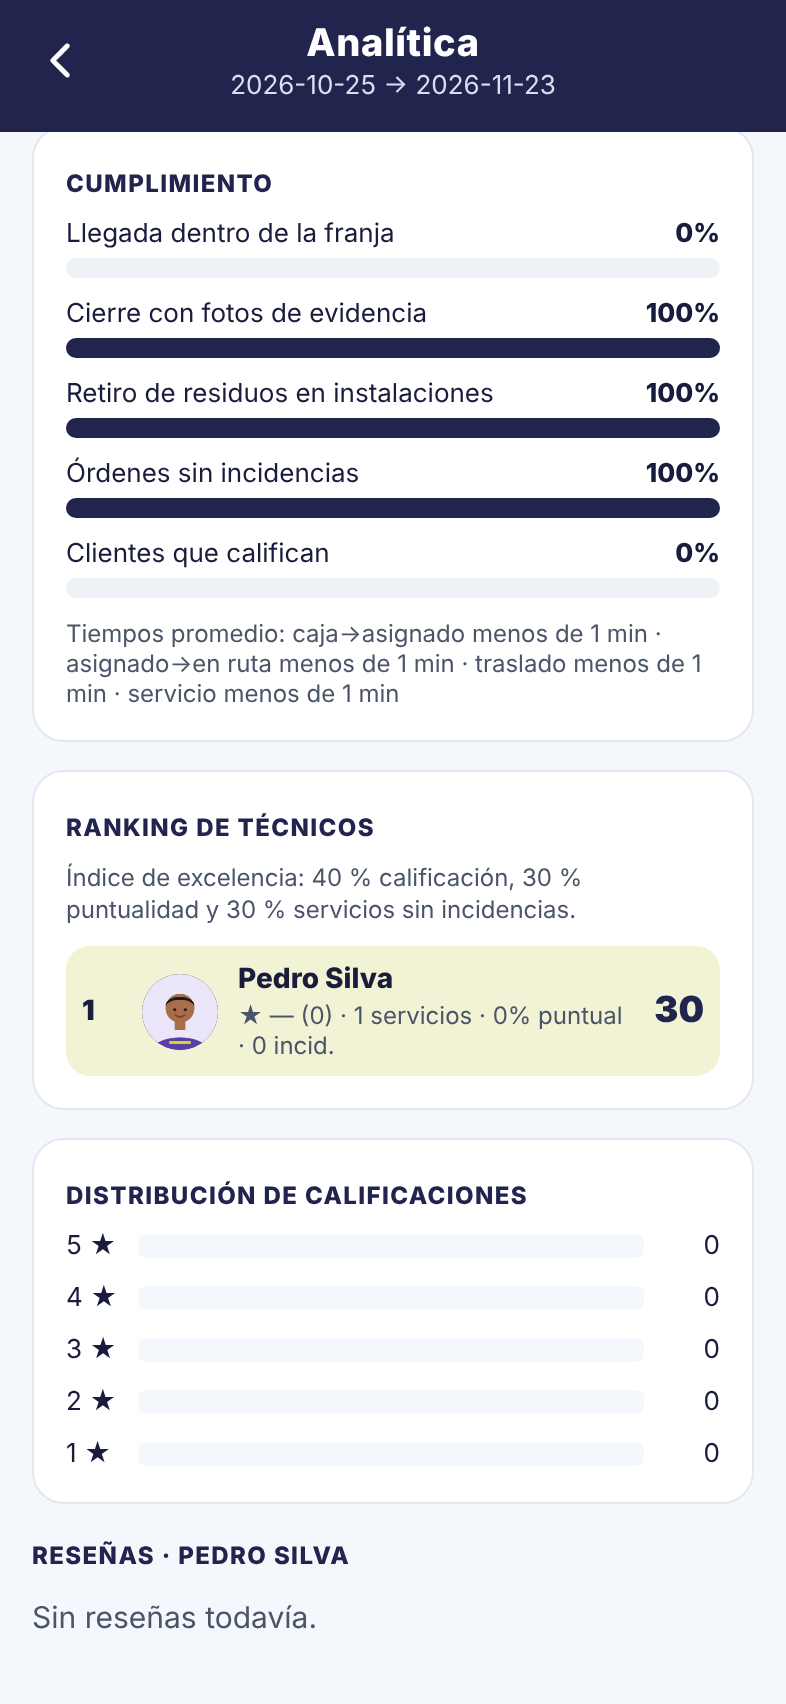 Analítica
2026-10-25 → 2026-11-23
CUMPLIMIENTO
Llegada dentro de la franja 0%
Cierre con fotos de evidencia 100%
Retiro de residuos en instalaciones 100%
Órdenes sin incidencias 100%
Clientes que califican 0%
Tiempos promedio: caja→asignado menos de 1 min ·
asignado→en ruta menos de 1 min · traslado menos de 1
min · servicio menos de 1 min
RANKING DE TÉCNICOS
Índice de excelencia: 40 % calificación, 30 %
puntualidad y 30 % servicios sin incidencias.
1 Pedro Silva 30
★ — (0) · 1 servicios · 0% puntual
· 0 incid.
DISTRIBUCIÓN DE CALIFICACIONES
5 ★ 0
4 ★ 0
3 ★ 0
2 ★ 0
1 ★ 0
RESEÑAS · PEDRO SILVA
Sin reseñas todavía.